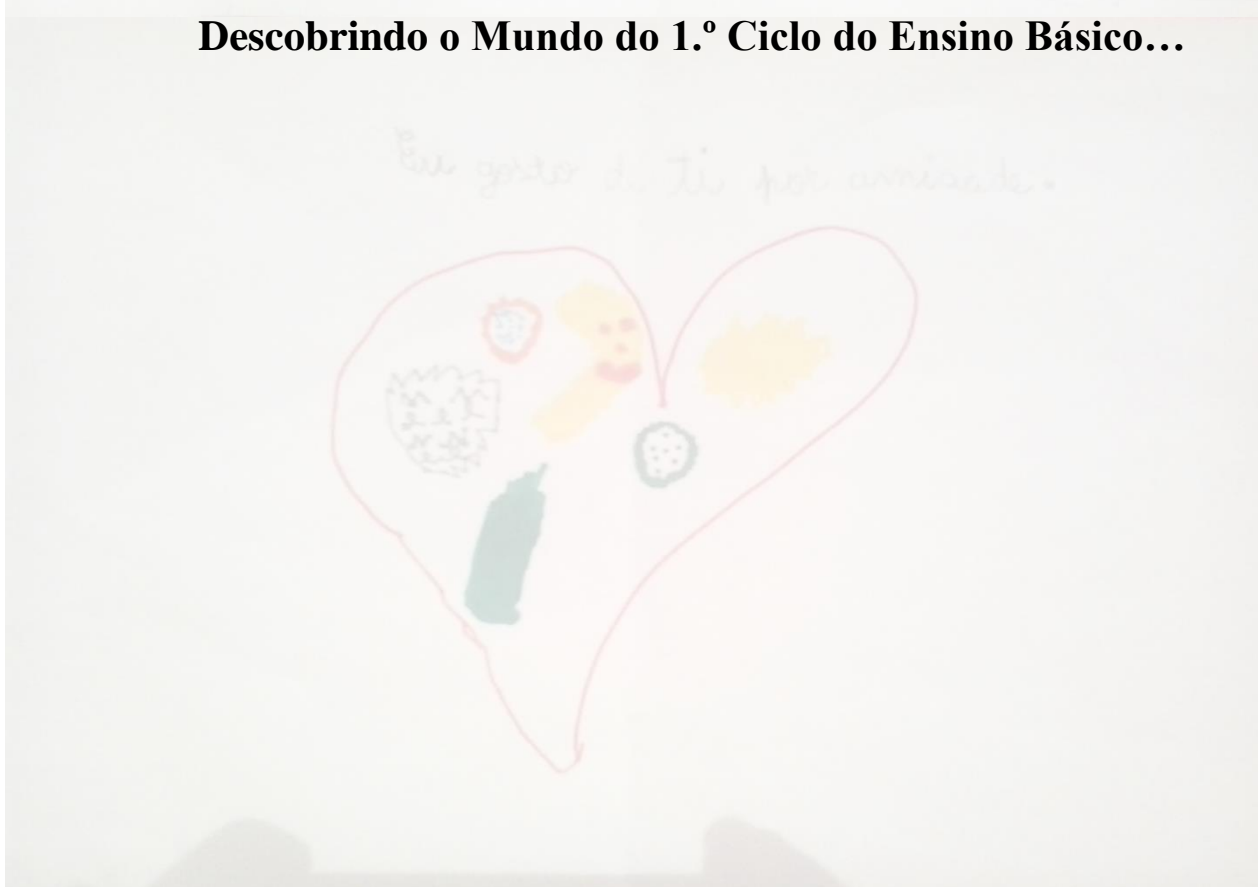 Descobrindo o Mundo do 1.º Ciclo do Ensino Básico…
Eu gosto de ti por amizade.